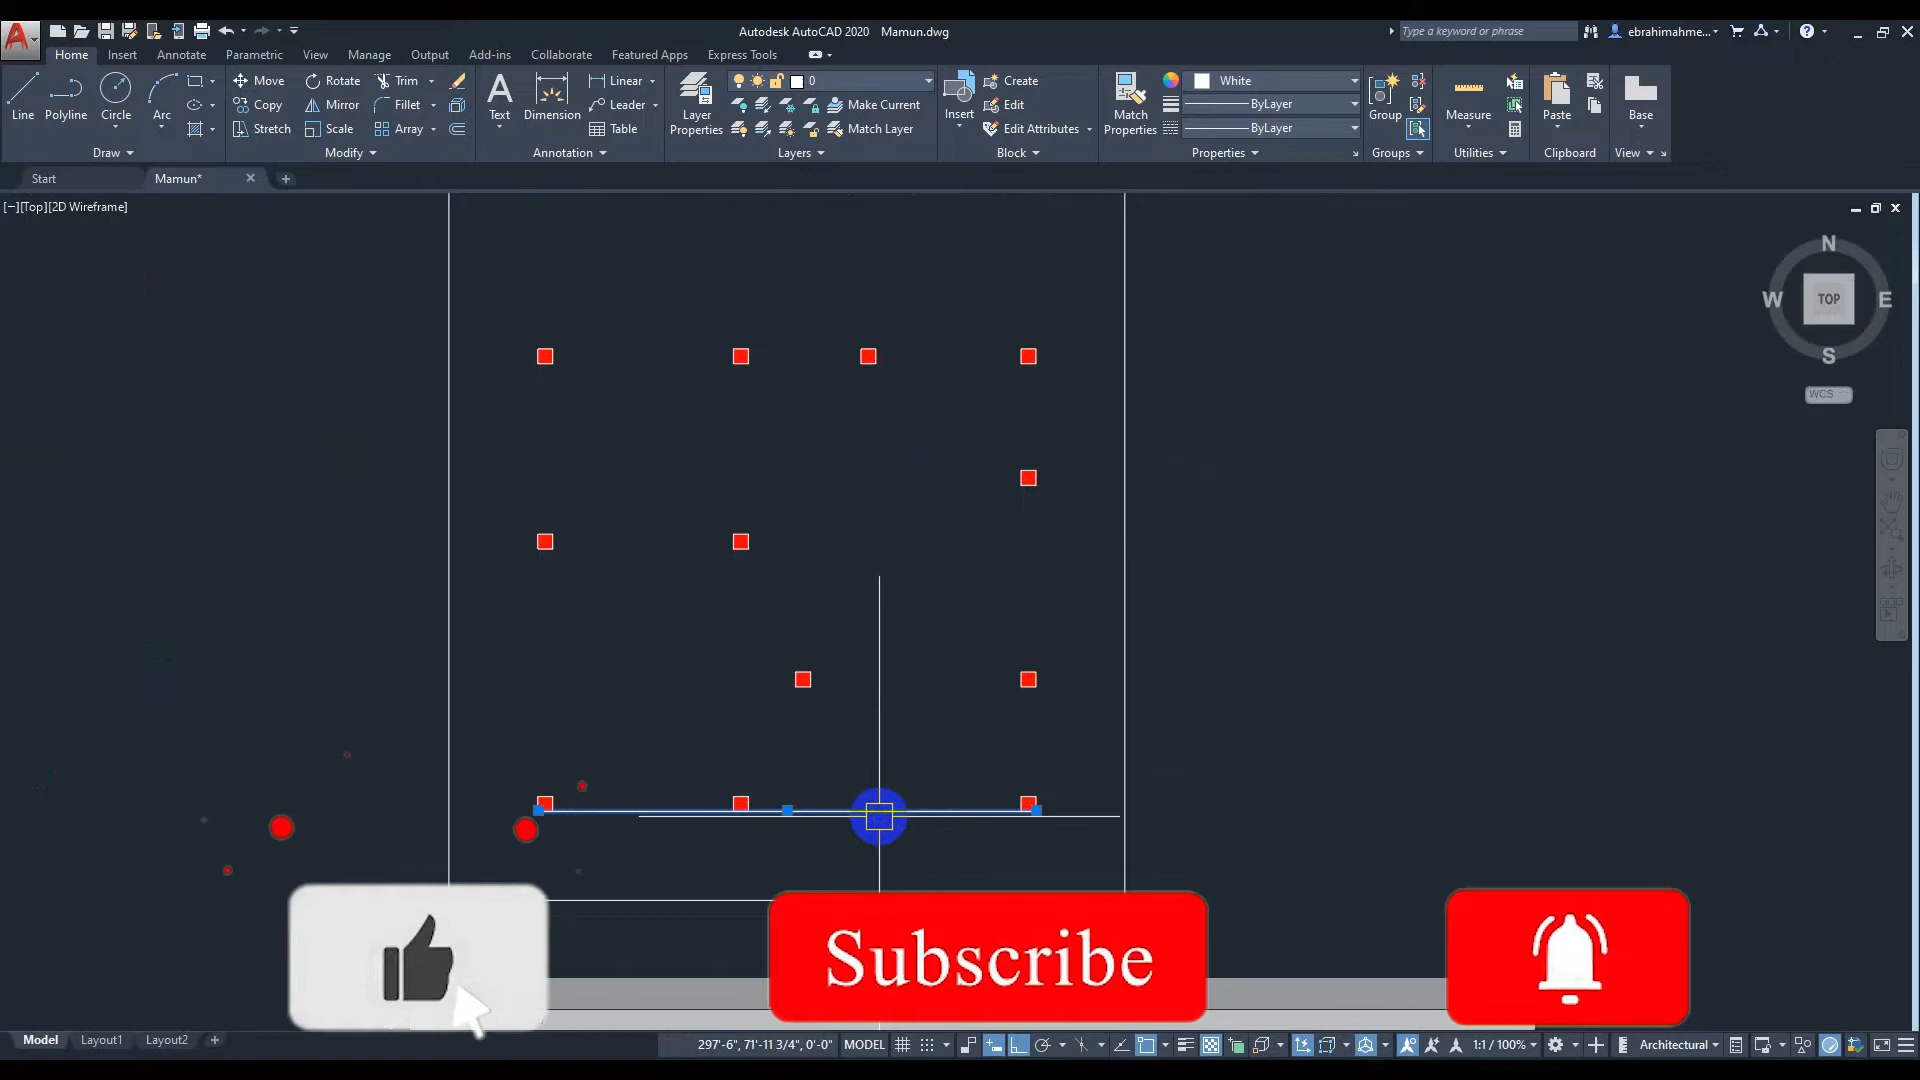 Autodesk AutoCAD 2020 Mamun.dwg
Type a keyword or phrase
ebrahimahme...
Home Insert Annotate Parametric View Manage Output Add-ins Collaborate Featured Apps Express Tools
Line Polyline Circle Arc
Move Rotate Trim
Copy Mirror Fillet
Stretch Scale Array
Text Dimension
Linear
Leader
Table
Layer Properties
0
Make Current
Match Layer
Insert
Create
Edit
Edit Attributes
Match Properties
White
ByLayer
ByLayer
Group
Measure
Paste
Base
Draw Modify Annotation Layers Block Properties Groups Utilities Clipboard View
Start Mamun*
[−][Top][2D Wireframe]
N
W TOP E
S
WCS
Subscribe
Model Layout1 Layout2
297'-6", 71'-11 3/4", 0'-0" MODEL
1:1 / 100%
Architectural